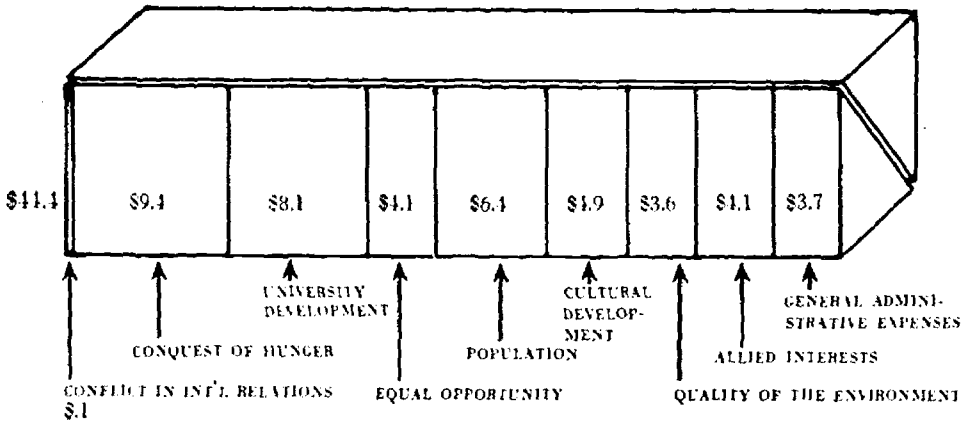 $44.4 $9.4 $8.1 $4.1 $6.4 $4.9 $3.6 $4.1 $3.7
UNIVERSITY
DEVELOPMENT
CULTURAL
DEVELOP-
MENT
GENERAL ADMINI-
STRATIVE EXPENSES
CONQUEST OF HUNGER
POPULATION
ALLIED INTERESTS
CONFLICT IN INT'L RELATIONS
$.1
EQUAL OPPORTUNITY
QUALITY OF THE ENVIRONMENT